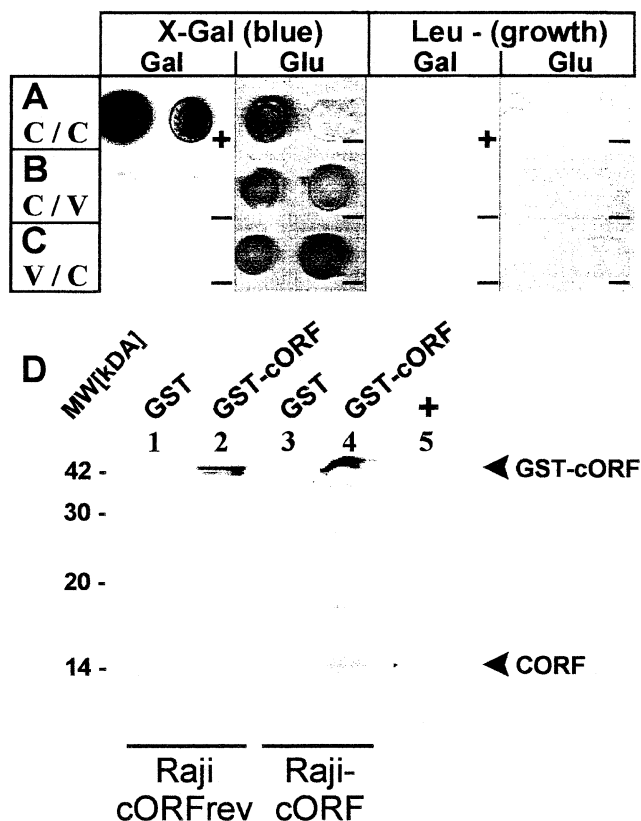 X-Gal (blue) Leu - (growth)
Gal Glu Gal Glu
A
C / C + – + –
B
C / V – – – –
C
V / C – – – –
D
MW[kDA] GST GST-cORF GST GST-cORF +
1 2 3 4 5
42 - GST-cORF
30 -
20 -
14 - CORF
Raji Raji-
cORFrev cORF